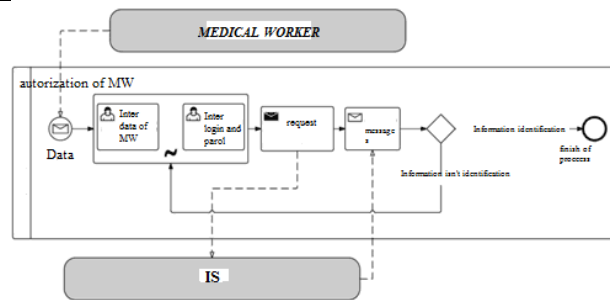 MEDICAL WORKER
autorization of MW
Inter
data of
MW
Inter
login and
parol
request
message
s
Data
Information identification
finish of
proccess
Information isn't identification
IS